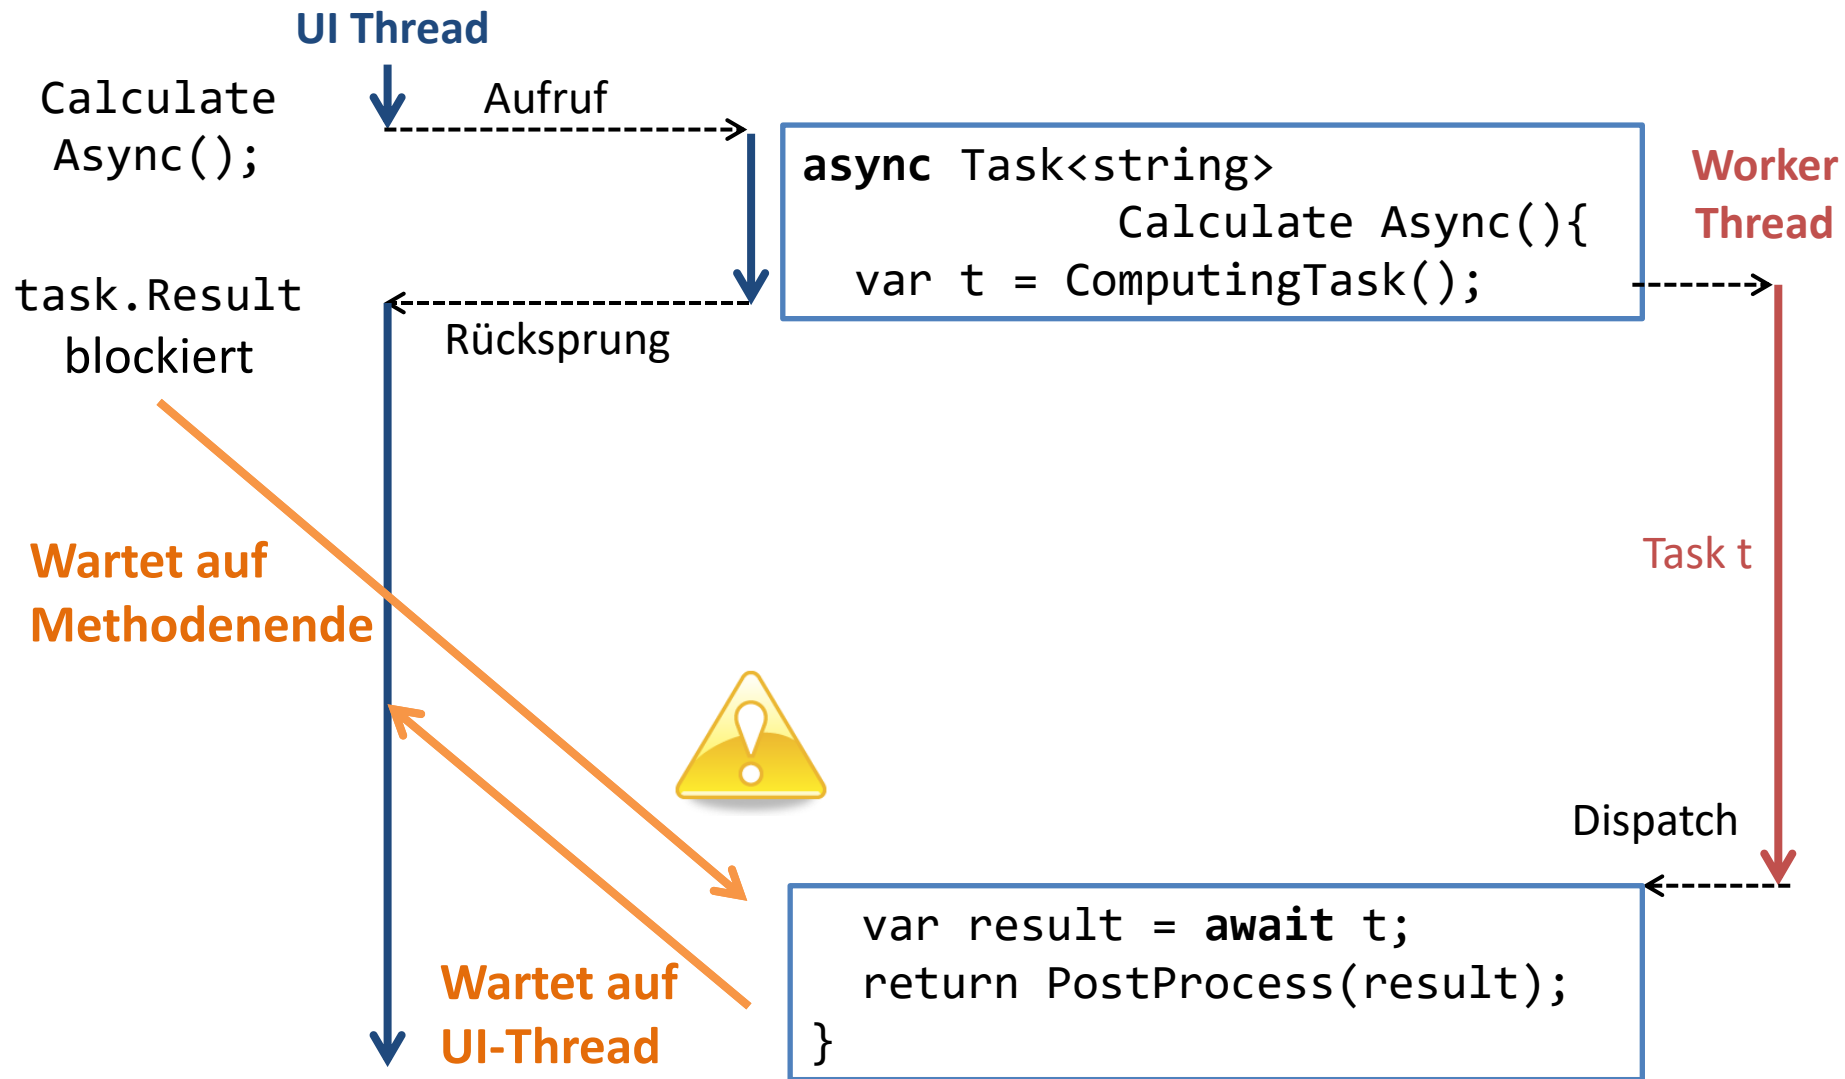 UI Thread
Calculate
Async();
Aufruf
async Task<string>
Calculate Async(){
var t = ComputingTask();
Worker
Thread
task.Result
blockiert
Rücksprung
Wartet auf
Methodenende
Task t
Dispatch
var result = await t;
return PostProcess(result);
}
Wartet auf
UI-Thread